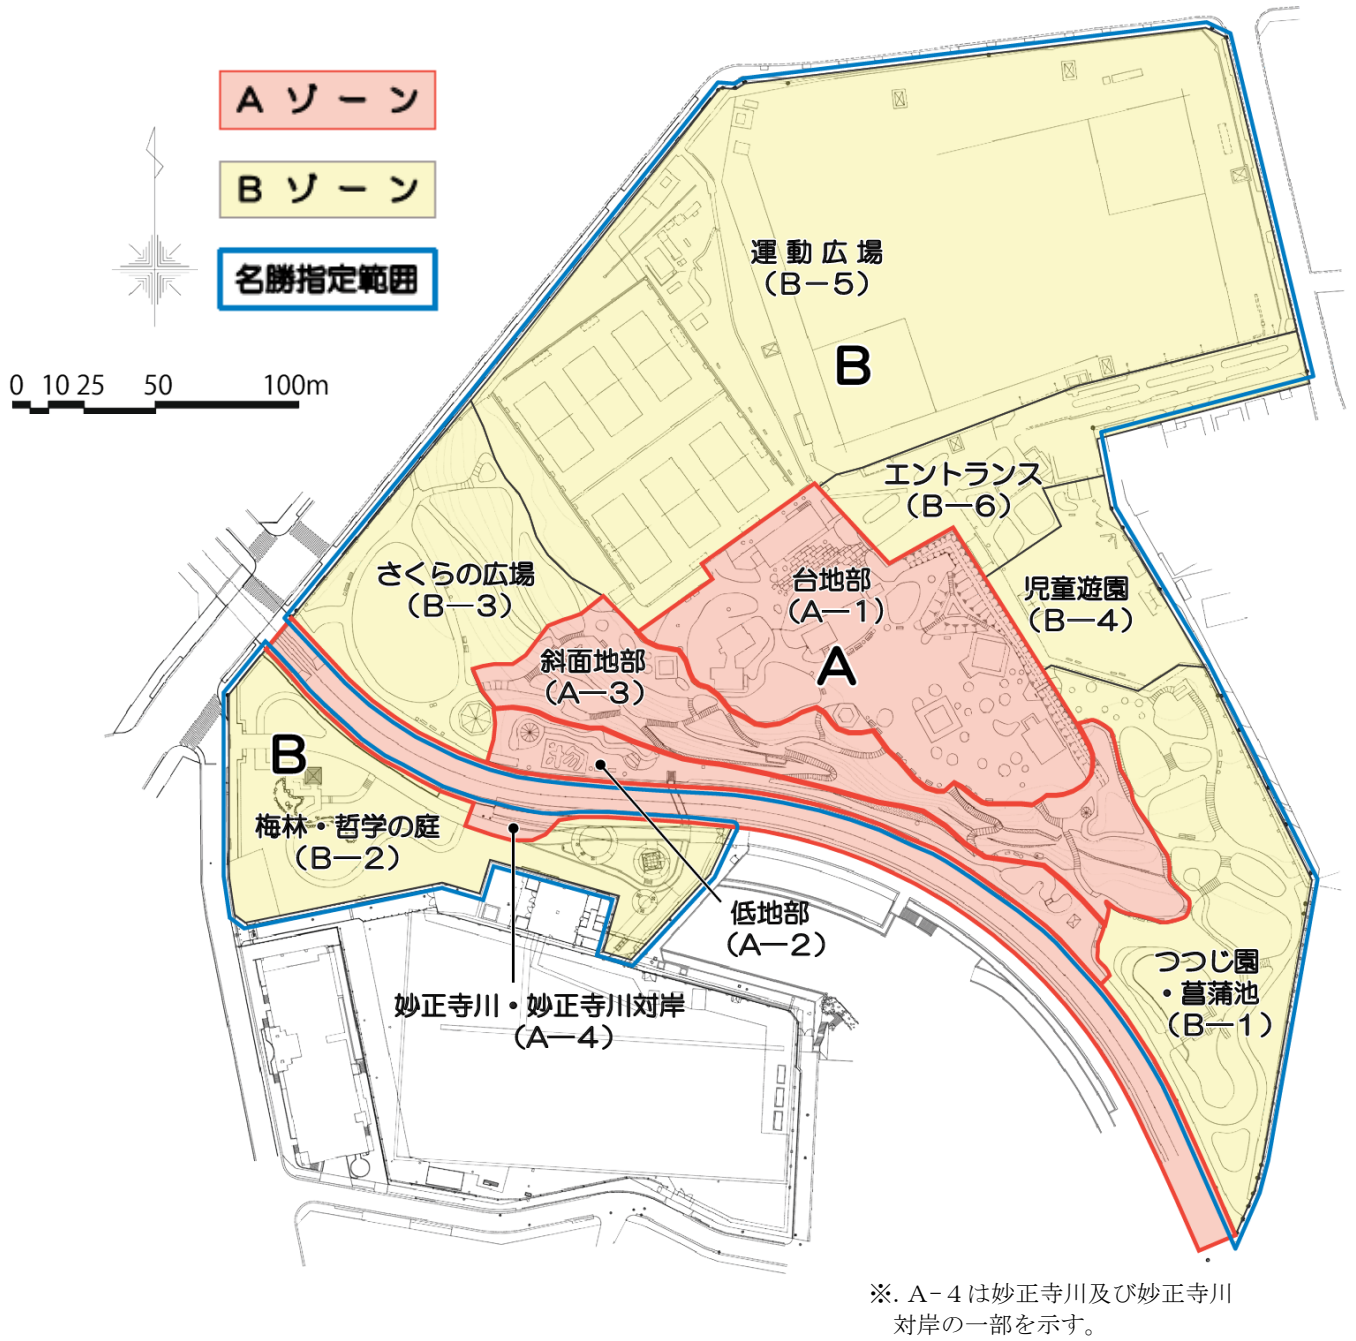 A ゾーン
B ゾーン
名勝指定範囲
0 10 25 50 100m
運動広場
(B-5)
B
エントランス
(B-6)
さくらの広場
(B-3)
台地部
(A-1)
A
児童遊園
(B-4)
斜面地部
(A-3)
B
梅林・哲学の庭
(B-2)
低地部
(A-2)
つつじ園
・菖蒲池
(B-1)
妙正寺川・妙正寺川対岸
(A-4)
※. A-4は妙正寺川及び妙正寺川
対岸の一部を示す。